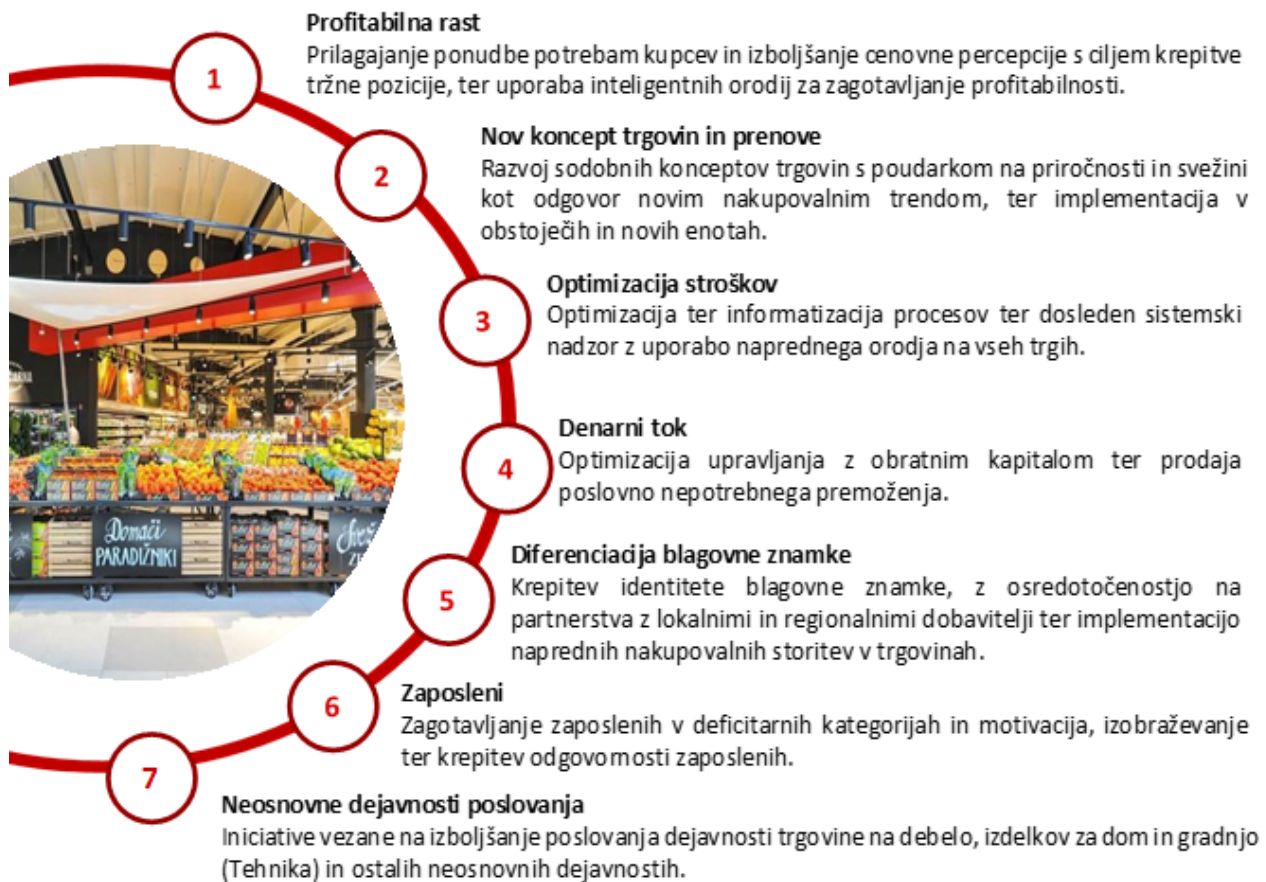 1
Profitabilna rast
Prilagajanje ponudbe potrebam kupcev in izboljšanje cenovne percepcije s ciljem krepitve
tržne pozicije, ter uporaba inteligentnih orodij za zagotavljanje profitabilnosti.
2
Nov koncept trgovin in prenove
Razvoj sodobnih konceptov trgovin s poudarkom na priročnosti in svežini
kot odgovor novim nakupovalnim trendom, ter implementacija v
obstoječih in novih enotah.
3
Optimizacija stroškov
Optimizacija ter informatizacija procesov ter dosleden sistemski
nadzor z uporabo naprednega orodja na vseh trgih.
4
Denarni tok
Optimizacija upravljanja z obratnim kapitalom ter prodaja
poslovno nepotrebnega premoženja.
5
Diferenciacija blagovne znamke
Krepitev identitete blagovne znamke, z osredotočenostjo na
partnerstva z lokalnimi in regionalnimi dobavitelji ter implementacijo
naprednih nakupovalnih storitev v trgovinah.
6
Zaposleni
Zagotavljanje zaposlenih v deficitarnih kategorijah in motivacija, izobraževanje
ter krepitev odgovornosti zaposlenih.
7
Neosnovne dejavnosti poslovanja
Iniciative vezane na izboljšanje poslovanja dejavnosti trgovine na debelo, izdelkov za dom in gradnjo
(Tehnika) in ostalih neosnovnih dejavnostih.
Domači
PARADIŽNIKI